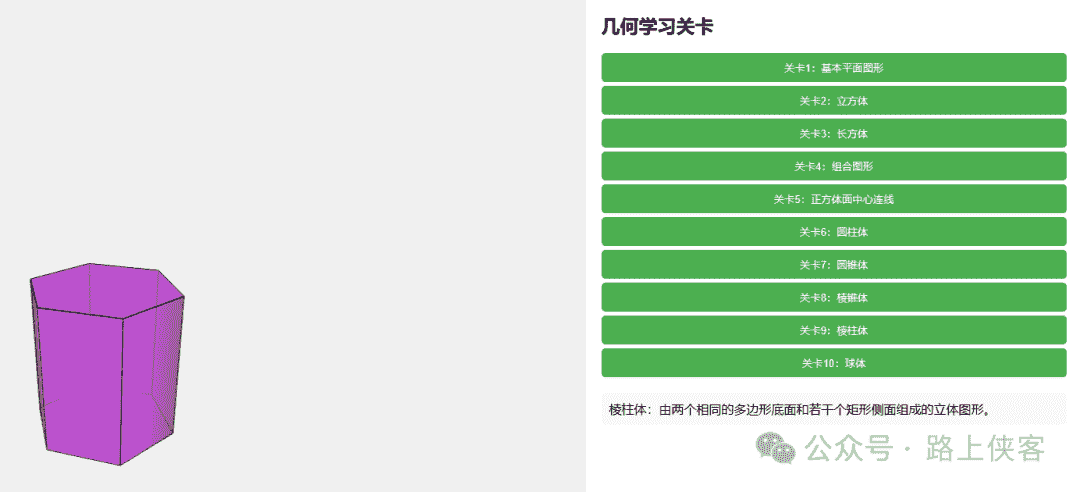 几何学习关卡
关卡1：基本平面图形
关卡2：立方体
关卡3：长方体
关卡4：组合图形
关卡5：正方体面中心连线
关卡6：圆柱体
关卡7：圆锥体
关卡8：棱锥体
关卡9：棱柱体
关卡10：球体
棱柱体：由两个相同的多边形底面和若干个矩形侧面组成的立体图形。
公众号 · 路上侠客